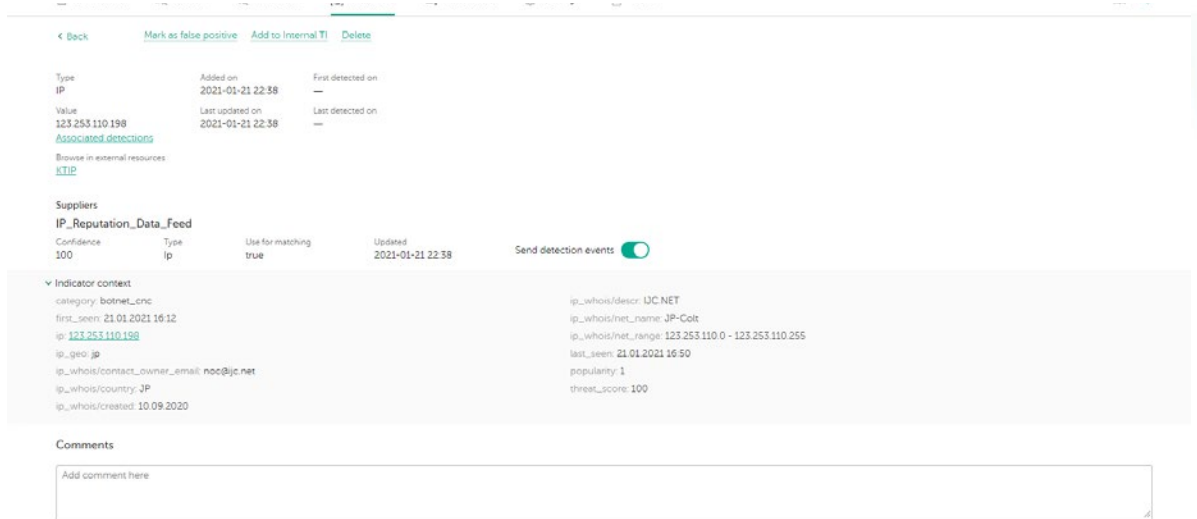 Back Mark as false positive Add to Internal TI Delete
Type Added on First detected on
IP 2021-01-21 22:38 —
Value Last updated on Last detected on
123.253.110.198 2021-01-21 22:38 —
Associated detections
Browse in external resources
KTIP
Suppliers
IP_Reputation_Data_Feed
Confidence Type Use for matching Updated
100 Ip true 2021-01-21 22:38 Send detection events
Indicator context
category: botnet_cnc
first_seen: 21.01.2021 16:12
ip: 123.253.110.198
ip_geo: jp
ip_whois/contact_owner_email: noc@ijc.net
ip_whois/country: JP
ip_whois/created: 10.09.2020
ip_whois/descr: IJC.NET
ip_whois/net_name: JP-Colt
ip_whois/net_range: 123.253.110.0 - 123.253.110.255
last_seen: 21.01.2021 16:50
popularity: 1
threat_score: 100
Comments
Add comment here